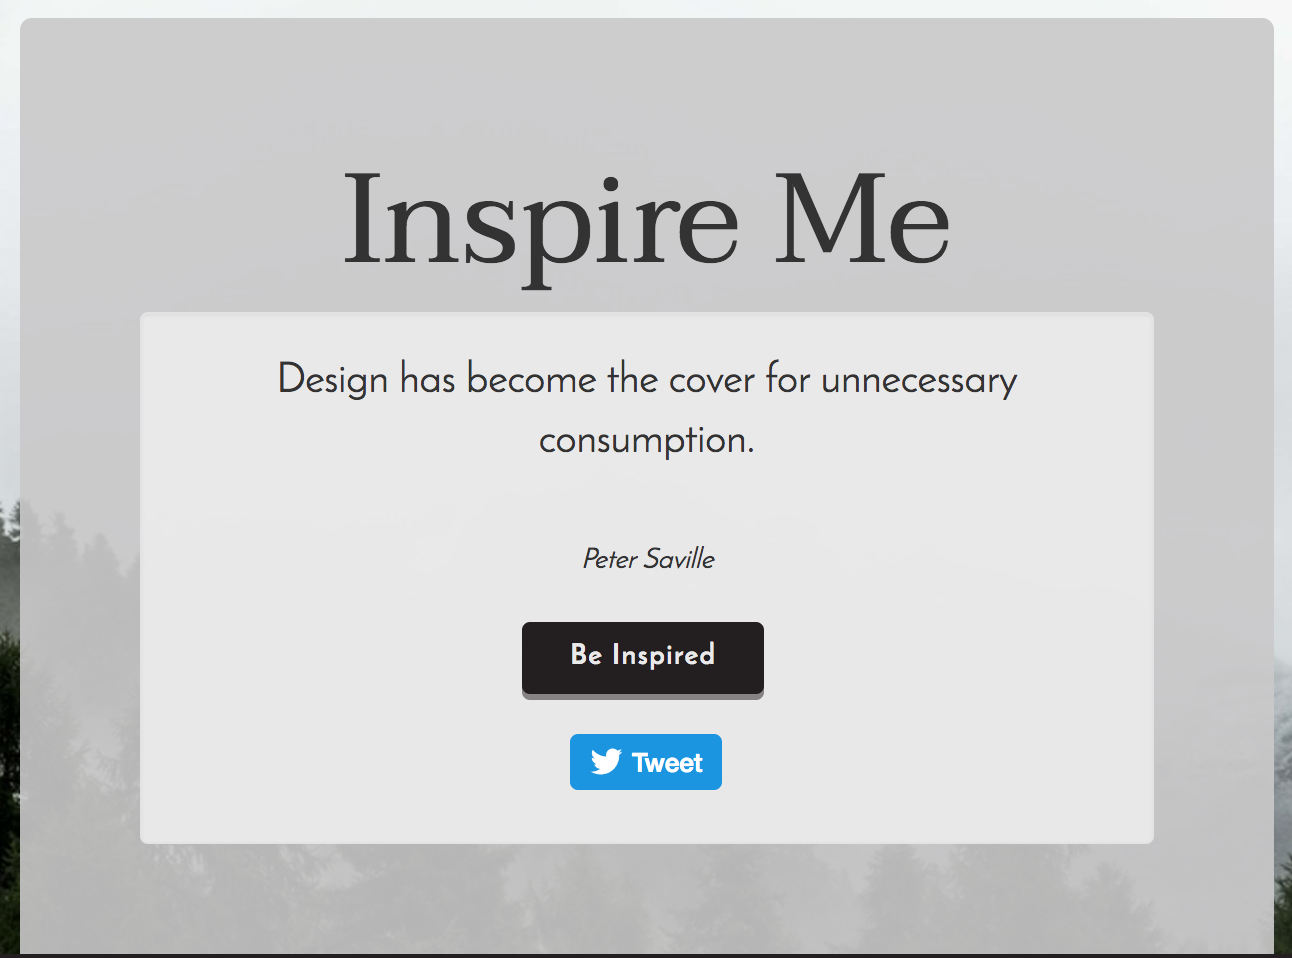 Inspire Me
Design has become the cover for unnecessary
consumption.
Peter Saville
Be Inspired
Tweet